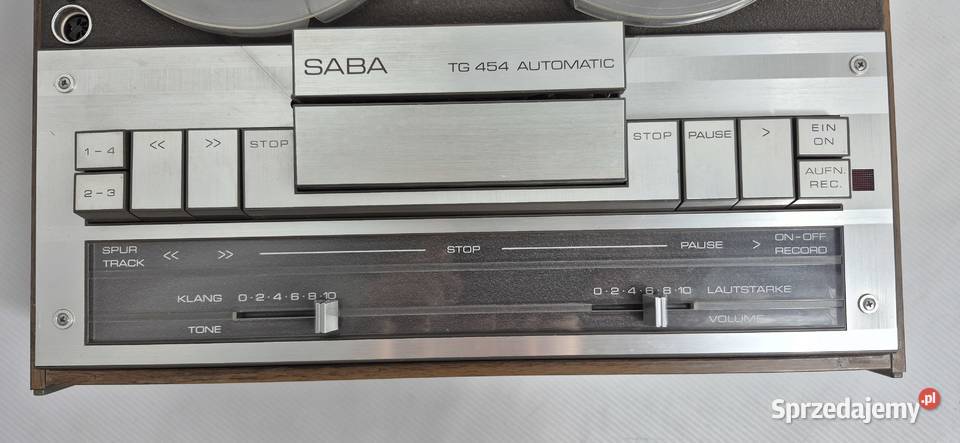 SABA TG 454 AUTOMATIC
1-4 << >> STOP STOP PAUSE > EIN ON
2-3 AUFN. REC.
SPUR TRACK << >> STOP PAUSE > ON-OFF RECORD
KLANG 0·2·4·6·8·10 0·2·4·6·8·10 LAUTSTARKE
TONE VOLUME
Sprzedajemy.pl